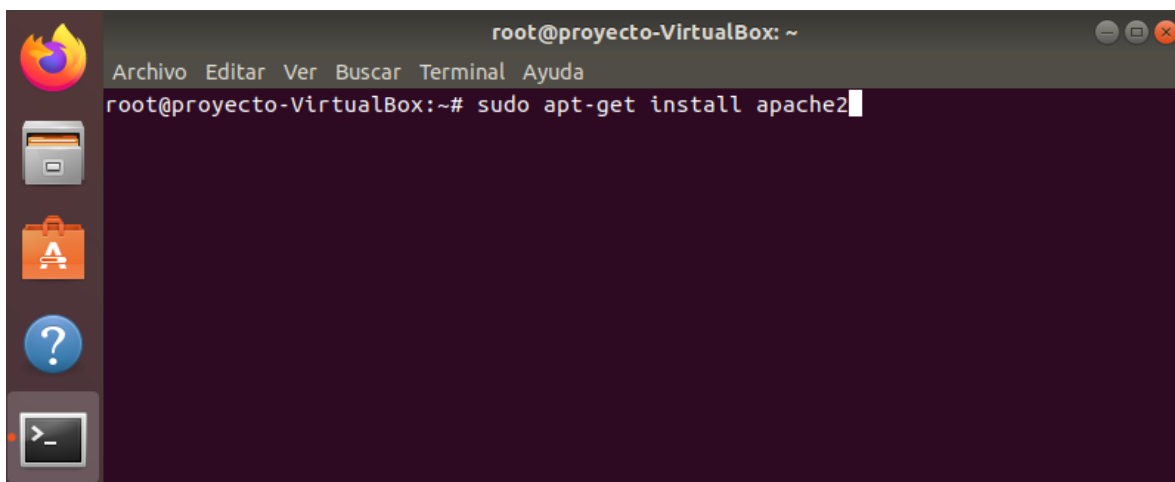 root@proyecto-VirtualBox: ~
Archivo Editar Ver Buscar Terminal Ayuda
root@proyecto-VirtualBox:~# sudo apt-get install apache2